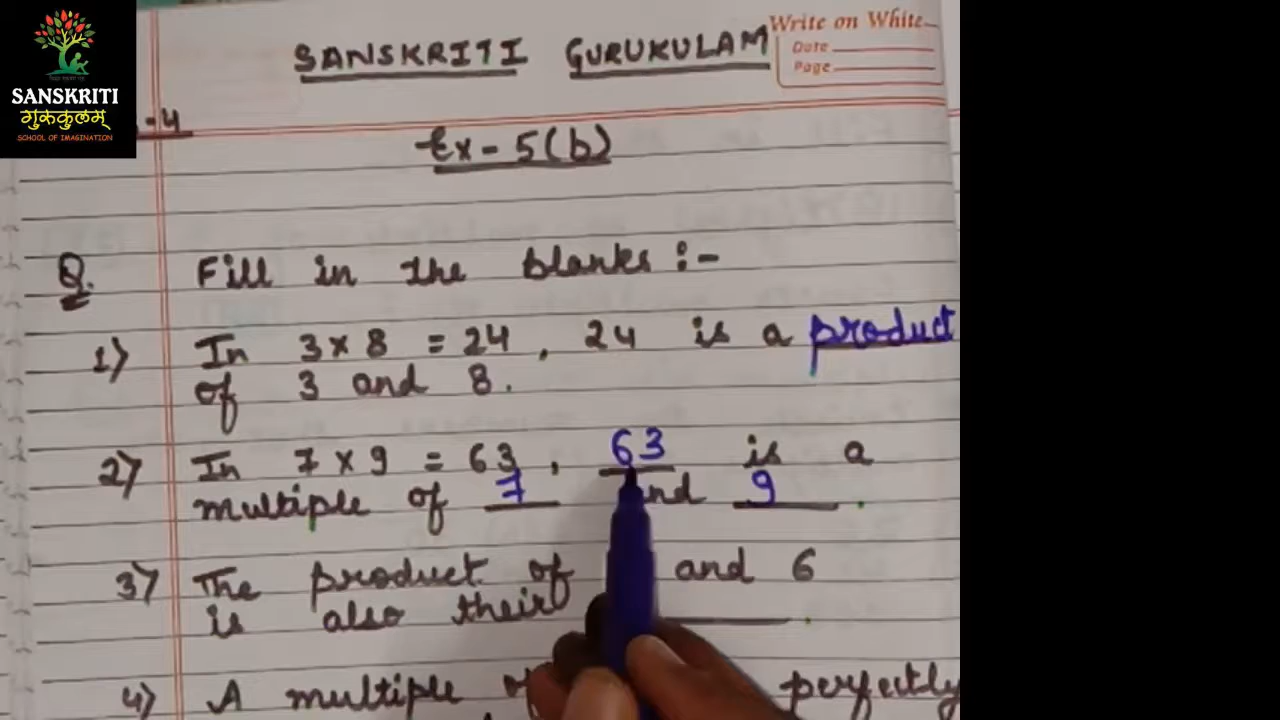 SANSKRITI GURUKULAM
Write on White
Date
Page
SANSKRITI
गुरुकुलम्
SCHOOL OF IMAGINATION
-4
Ex-5(b)
Q. Fill in the blanks :-
1) In 3 x 8 = 24, 24 is a product
of 3 and 8.
2) In 7 x 9 = 63, 63 is a
multiple of 7 and 9.
3) The product of and 6
is also their .
4) A multiple perfectly